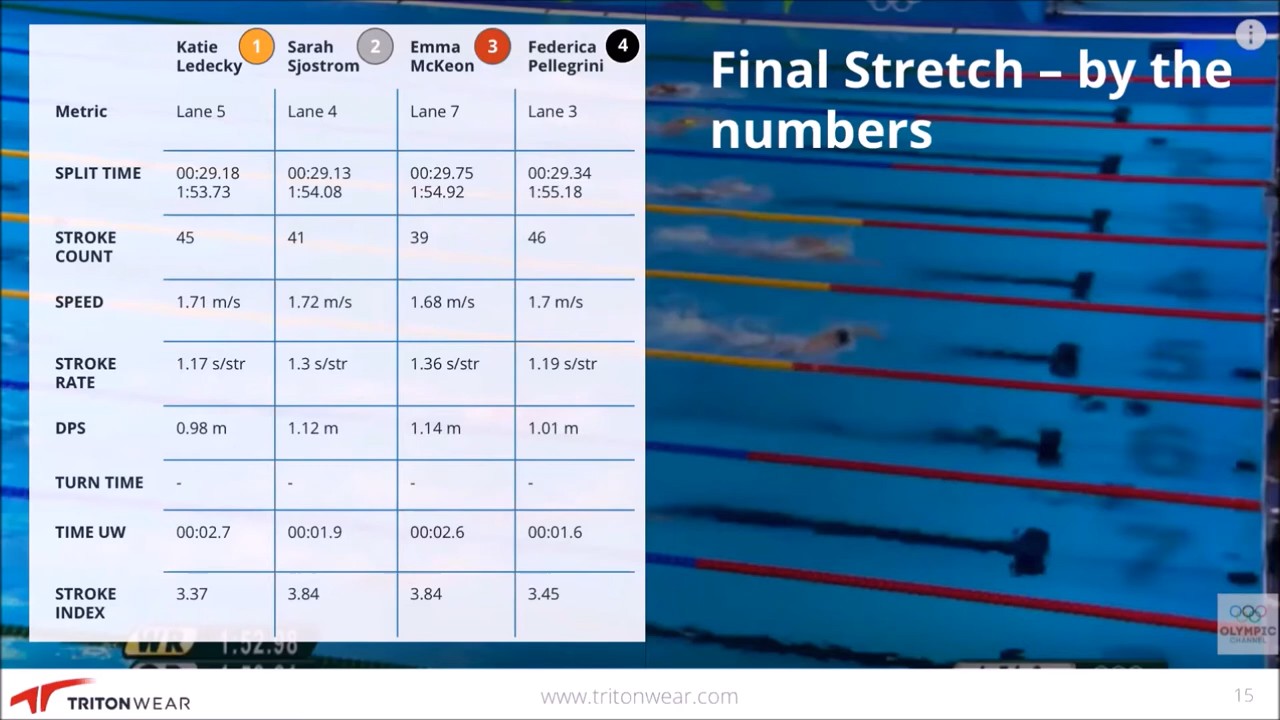 Final Stretch – by the
numbers
Katie Ledecky 1 Sarah Sjostrom 2 Emma McKeon 3 Federica Pellegrini 4
Metric Lane 5 Lane 4 Lane 7 Lane 3
SPLIT TIME 00:29.18 00:29.13 00:29.75 00:29.34
1:53.73 1:54.08 1:54.92 1:55.18
STROKE COUNT 45 41 39 46
SPEED 1.71 m/s 1.72 m/s 1.68 m/s 1.7 m/s
STROKE RATE 1.17 s/str 1.3 s/str 1.36 s/str 1.19 s/str
DPS 0.98 m 1.12 m 1.14 m 1.01 m
TURN TIME - - - -
TIME UW 00:02.7 00:01.9 00:02.6 00:01.6
STROKE INDEX 3.37 3.84 3.84 3.45
WR 1:52.98
3
4
5
6
7
OLYMPIC
CHANNEL
TRITONWEAR
www.tritonwear.com
15